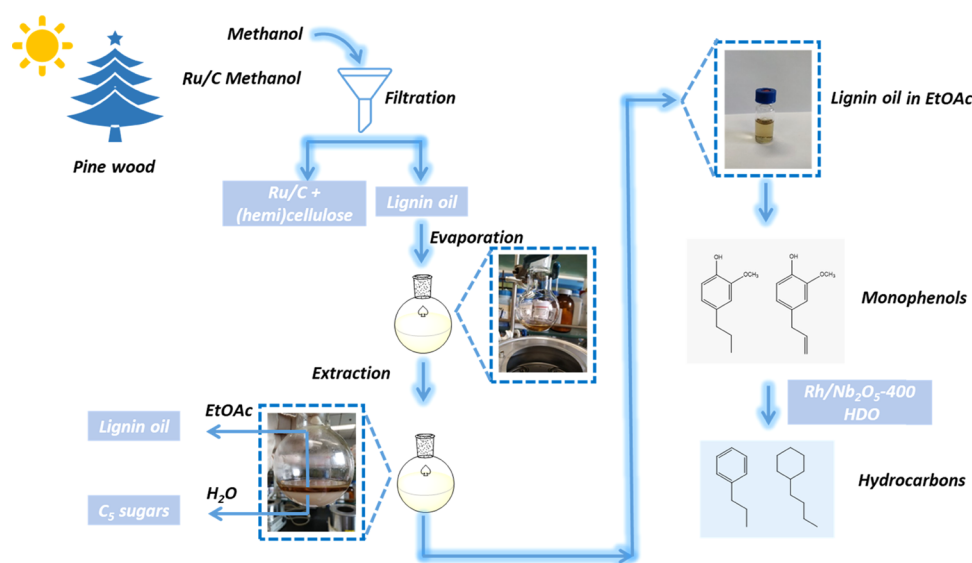 Methanol
Ru/C Methanol
Filtration
Pine wood
Ru/C +
(hemi)cellulose
Lignin oil
Evaporation
Extraction
EtOAc
Lignin oil
H₂O
C₅ sugars
Lignin oil in EtOAc
OH
OCH₃
OH
OCH₃
Monophenols
Rh/Nb₂O₅-400
HDO
Hydrocarbons